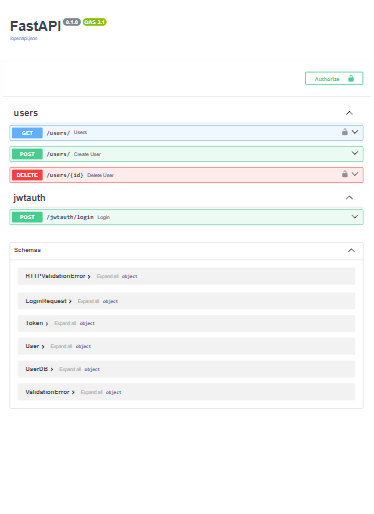 FastAPI 0.1.0 OAS 3.1
/openapi.json
Authorize
users
GET /users/ Users
POST /users/ Create User
DELETE /users/{id} Delete User
jwtauth
POST /jwtauth/login Login
Schemas
HTTPValidationError > Expand all object
LoginRequest > Expand all object
Token > Expand all object
User > Expand all object
UserDB > Expand all object
ValidationError > Expand all object